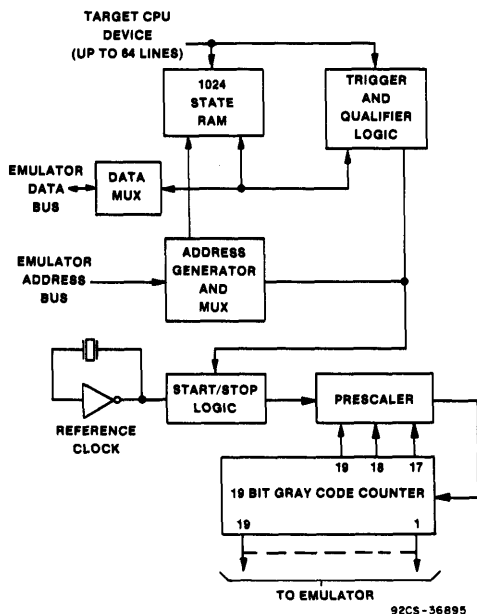 TARGET CPU
DEVICE
(UP TO 64 LINES)
1024
STATE
RAM
TRIGGER
AND
QUALIFIER
LOGIC
EMULATOR
DATA
BUS
DATA
MUX
EMULATOR
ADDRESS
BUS
ADDRESS
GENERATOR
AND
MUX
START/STOP
LOGIC
PRESCALER
REFERENCE
CLOCK
19 18 17
19 BIT GRAY CODE COUNTER
19 1
TO EMULATOR
92CS-36895